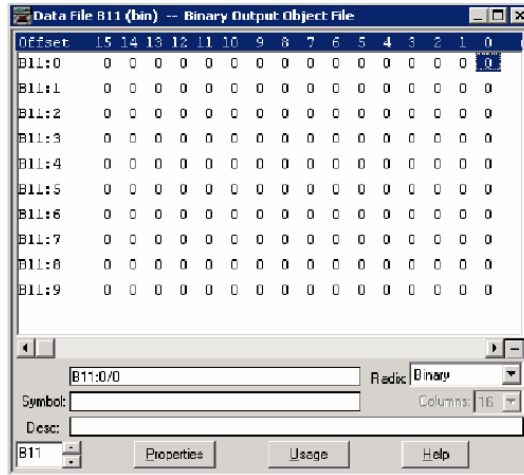 Data File B11 (bin) -- Binary Output Object File
Offset 15 14 13 12 11 10 9 8 7 6 5 4 3 2 1 0
B11:0 0 0 0 0 0 0 0 0 0 0 0 0 0 0 0 0
B11:1 0 0 0 0 0 0 0 0 0 0 0 0 0 0 0 0
B11:2 0 0 0 0 0 0 0 0 0 0 0 0 0 0 0 0
B11:3 0 0 0 0 0 0 0 0 0 0 0 0 0 0 0 0
B11:4 0 0 0 0 0 0 0 0 0 0 0 0 0 0 0 0
B11:5 0 0 0 0 0 0 0 0 0 0 0 0 0 0 0 0
B11:6 0 0 0 0 0 0 0 0 0 0 0 0 0 0 0 0
B11:7 0 0 0 0 0 0 0 0 0 0 0 0 0 0 0 0
B11:8 0 0 0 0 0 0 0 0 0 0 0 0 0 0 0 0
B11:9 0 0 0 0 0 0 0 0 0 0 0 0 0 0 0 0
B11:0/0 Radix: Binary
Symbol: Columns: 16
Desc:
B11 Properties Usage Help